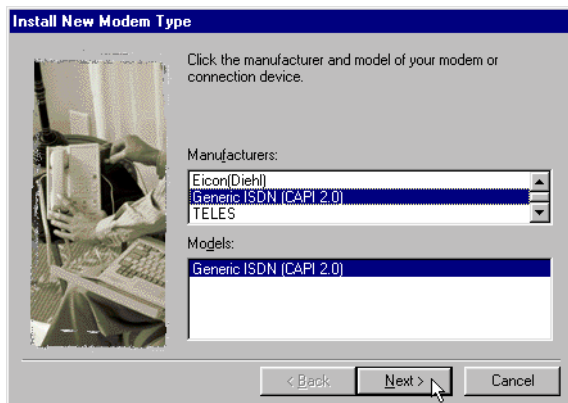 Install New Modem Type
Click the manufacturer and model of your modem or
connection device.
Manufacturers:
Eicon(Diehl)
Generic ISDN (CAPI 2.0)
TELES
Models:
Generic ISDN (CAPI 2.0)
< Back
Next >
Cancel